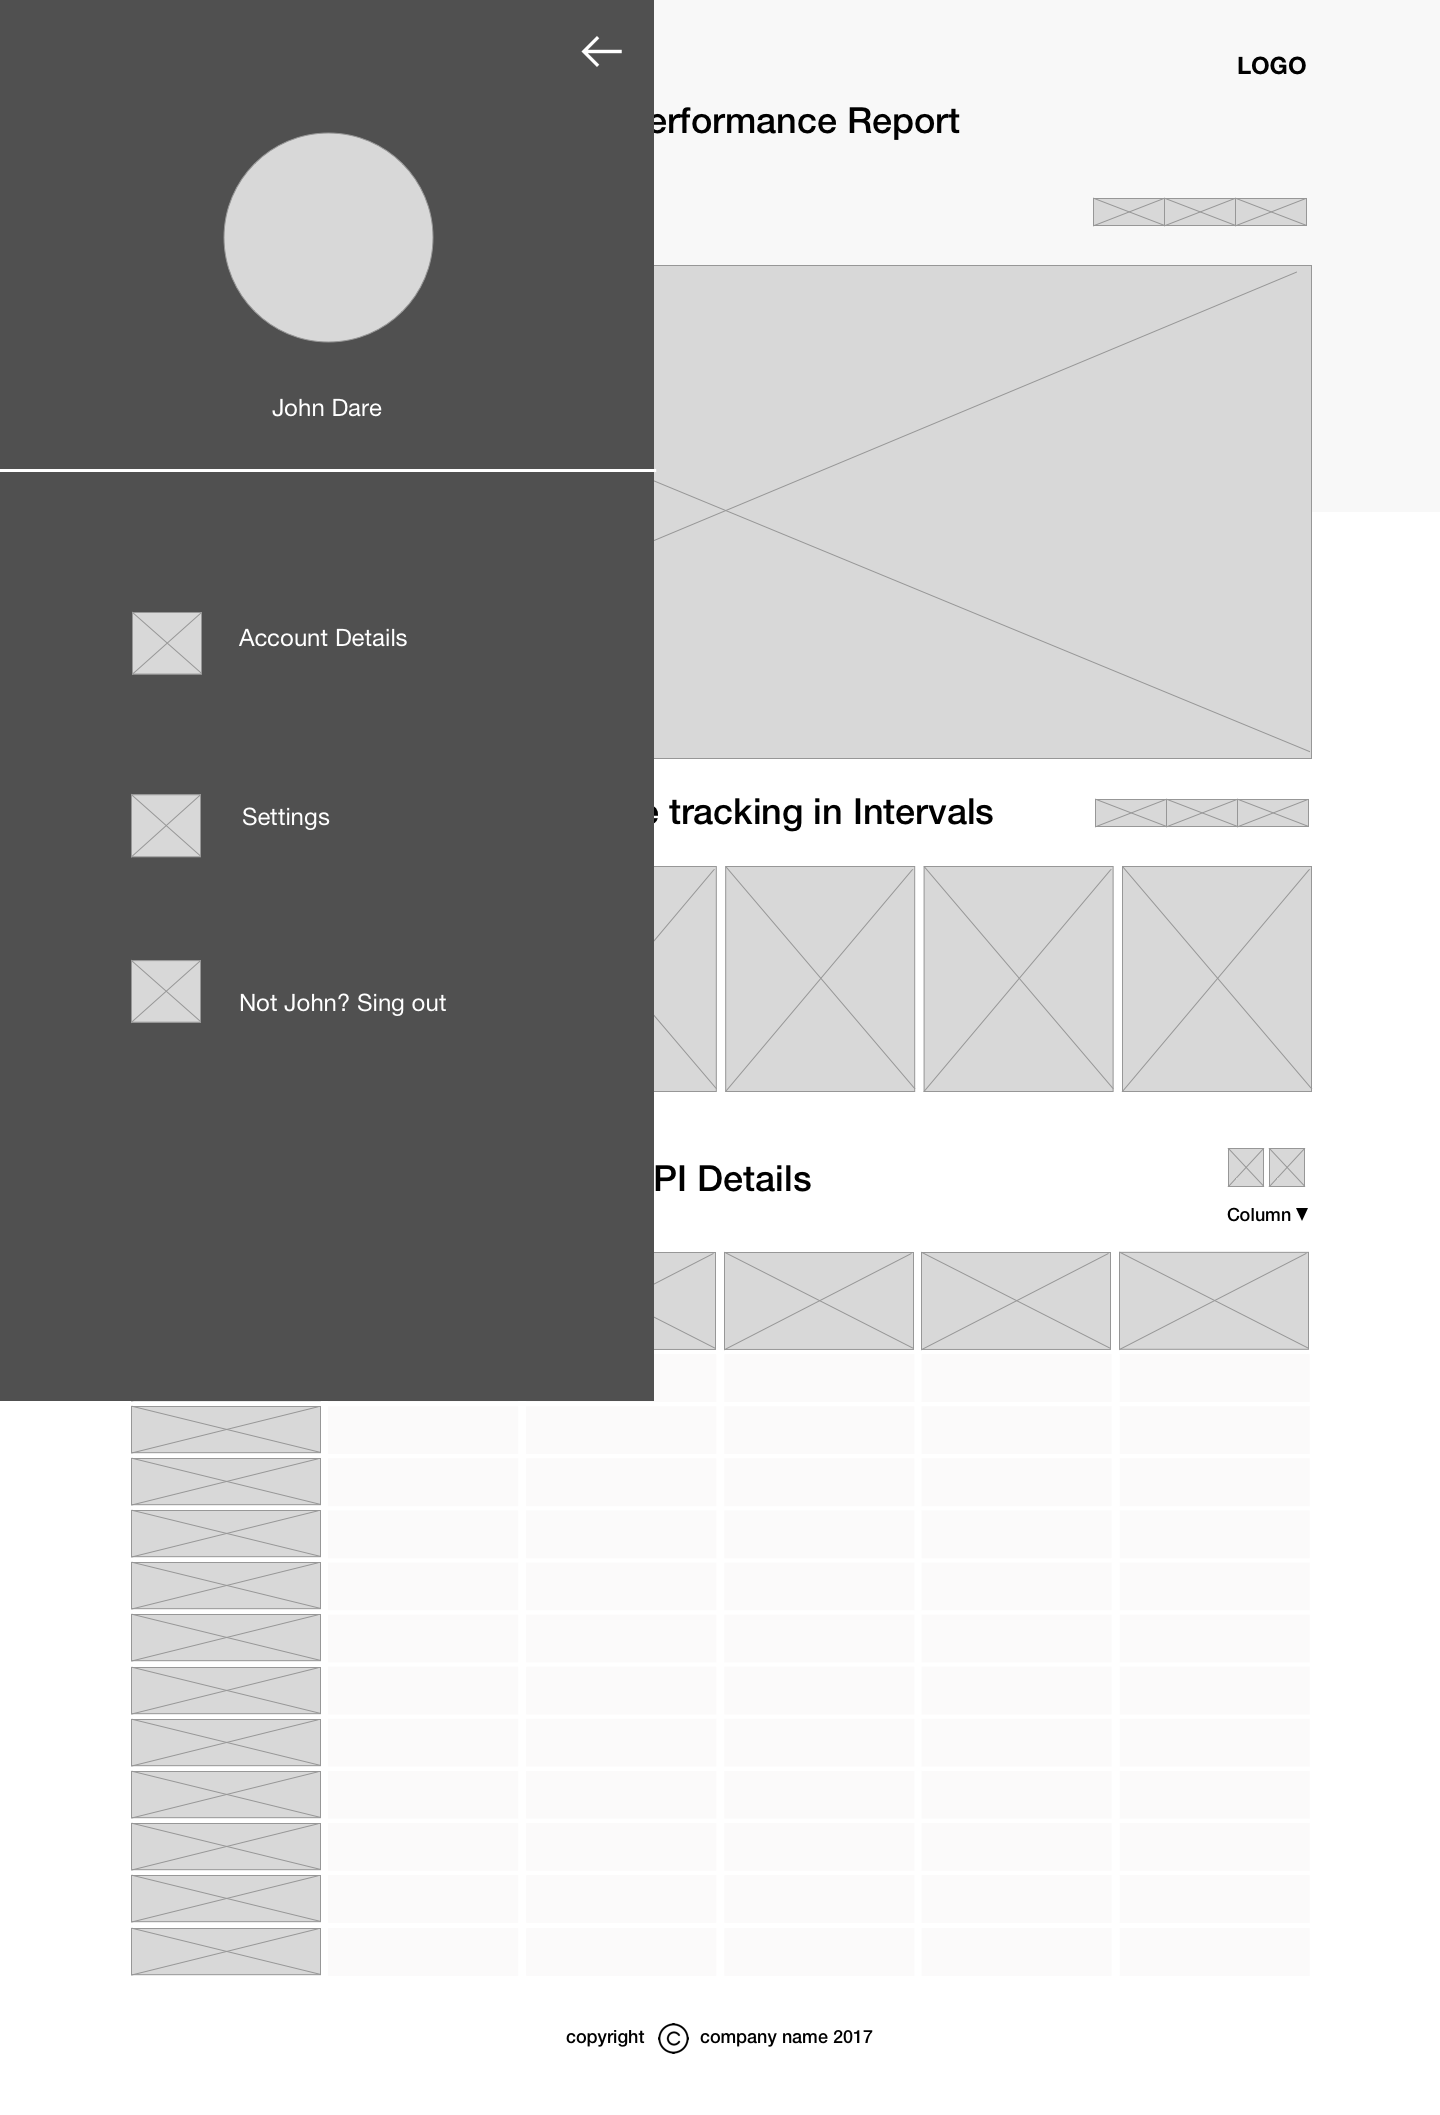 LOGO
erformance Report
John Dare
Account Details
Settings
Not John? Sing out
e tracking in Intervals
PI Details
Column ▼
copyright © company name 2017